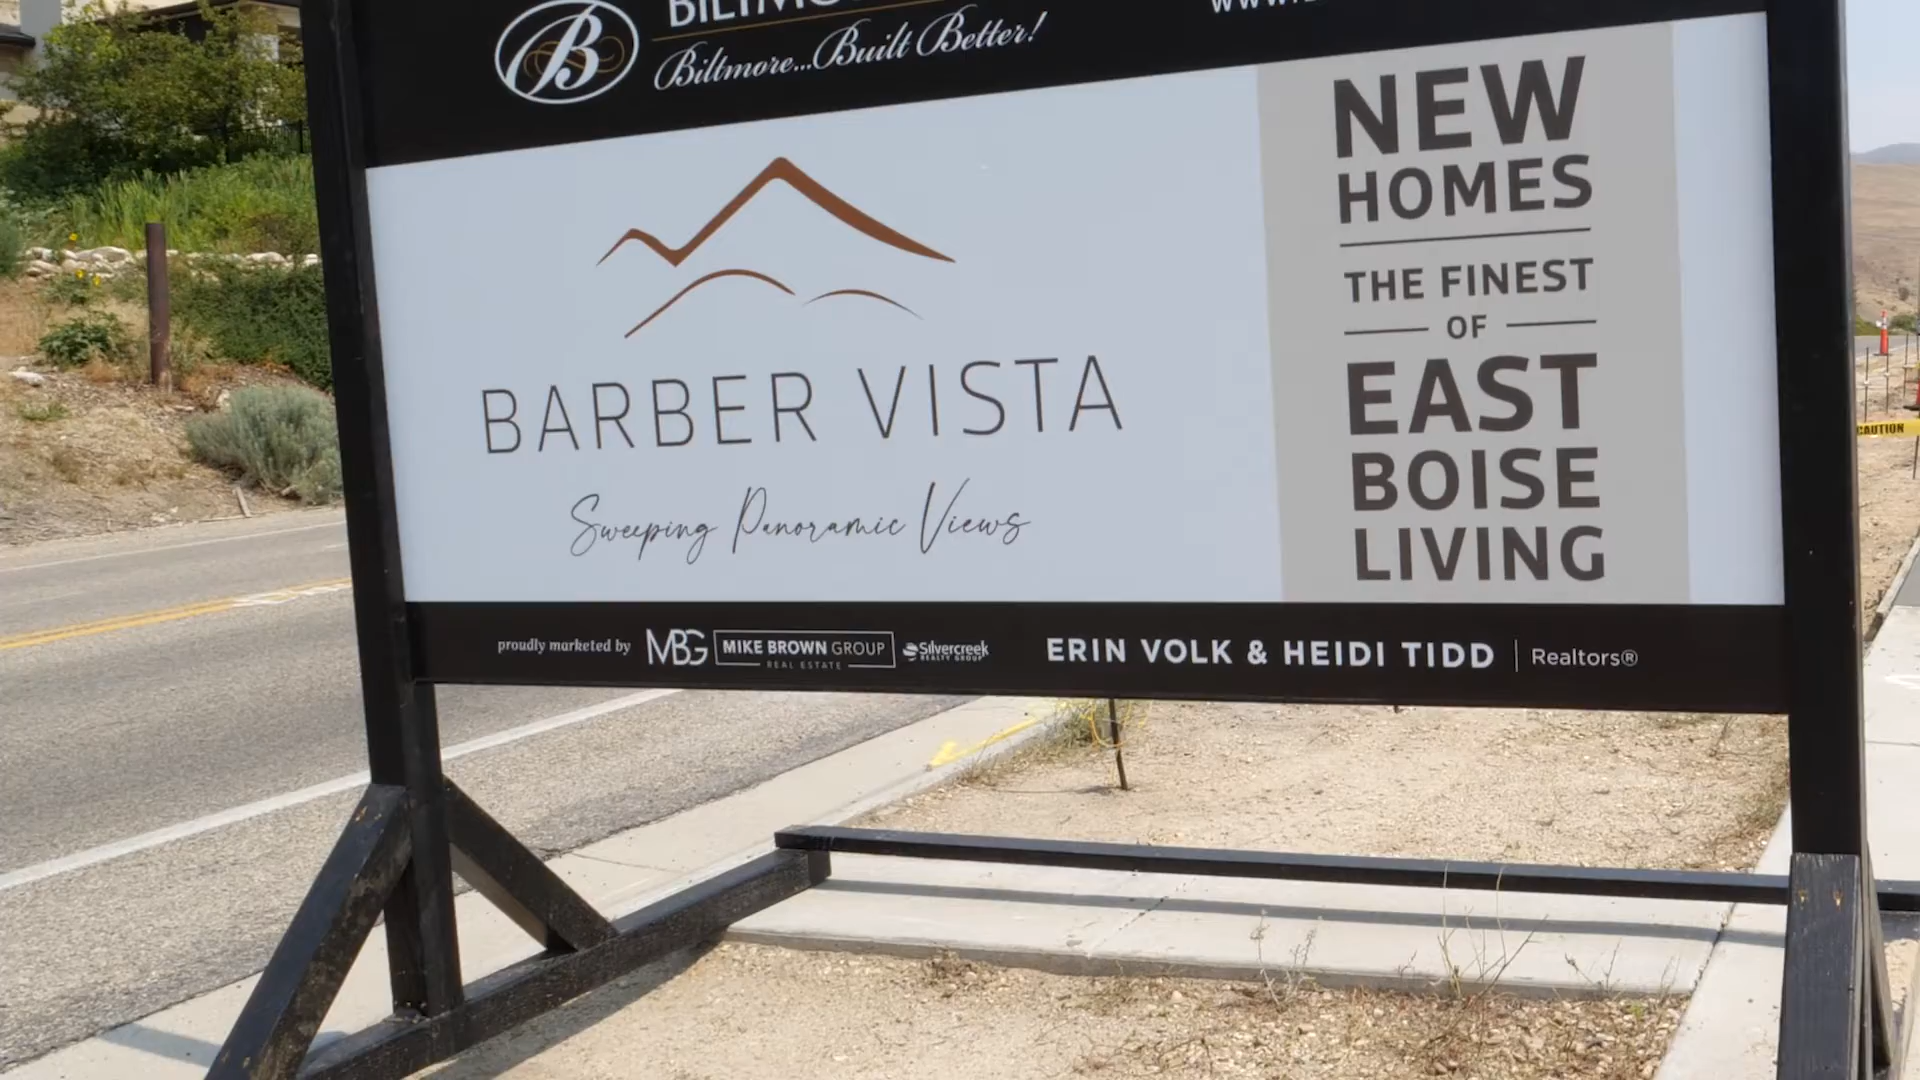 B
Biltmore...Built Better!
BARBER VISTA
Sweeping Panoramic Views
NEW
HOMES
THE FINEST
OF
EAST
BOISE
LIVING
proudly marketed by MBG MIKE BROWN GROUP REAL ESTATE Silvercreek REALTY GROUP ERIN VOLK & HEIDI TIDD | Realtors®
CAUTION